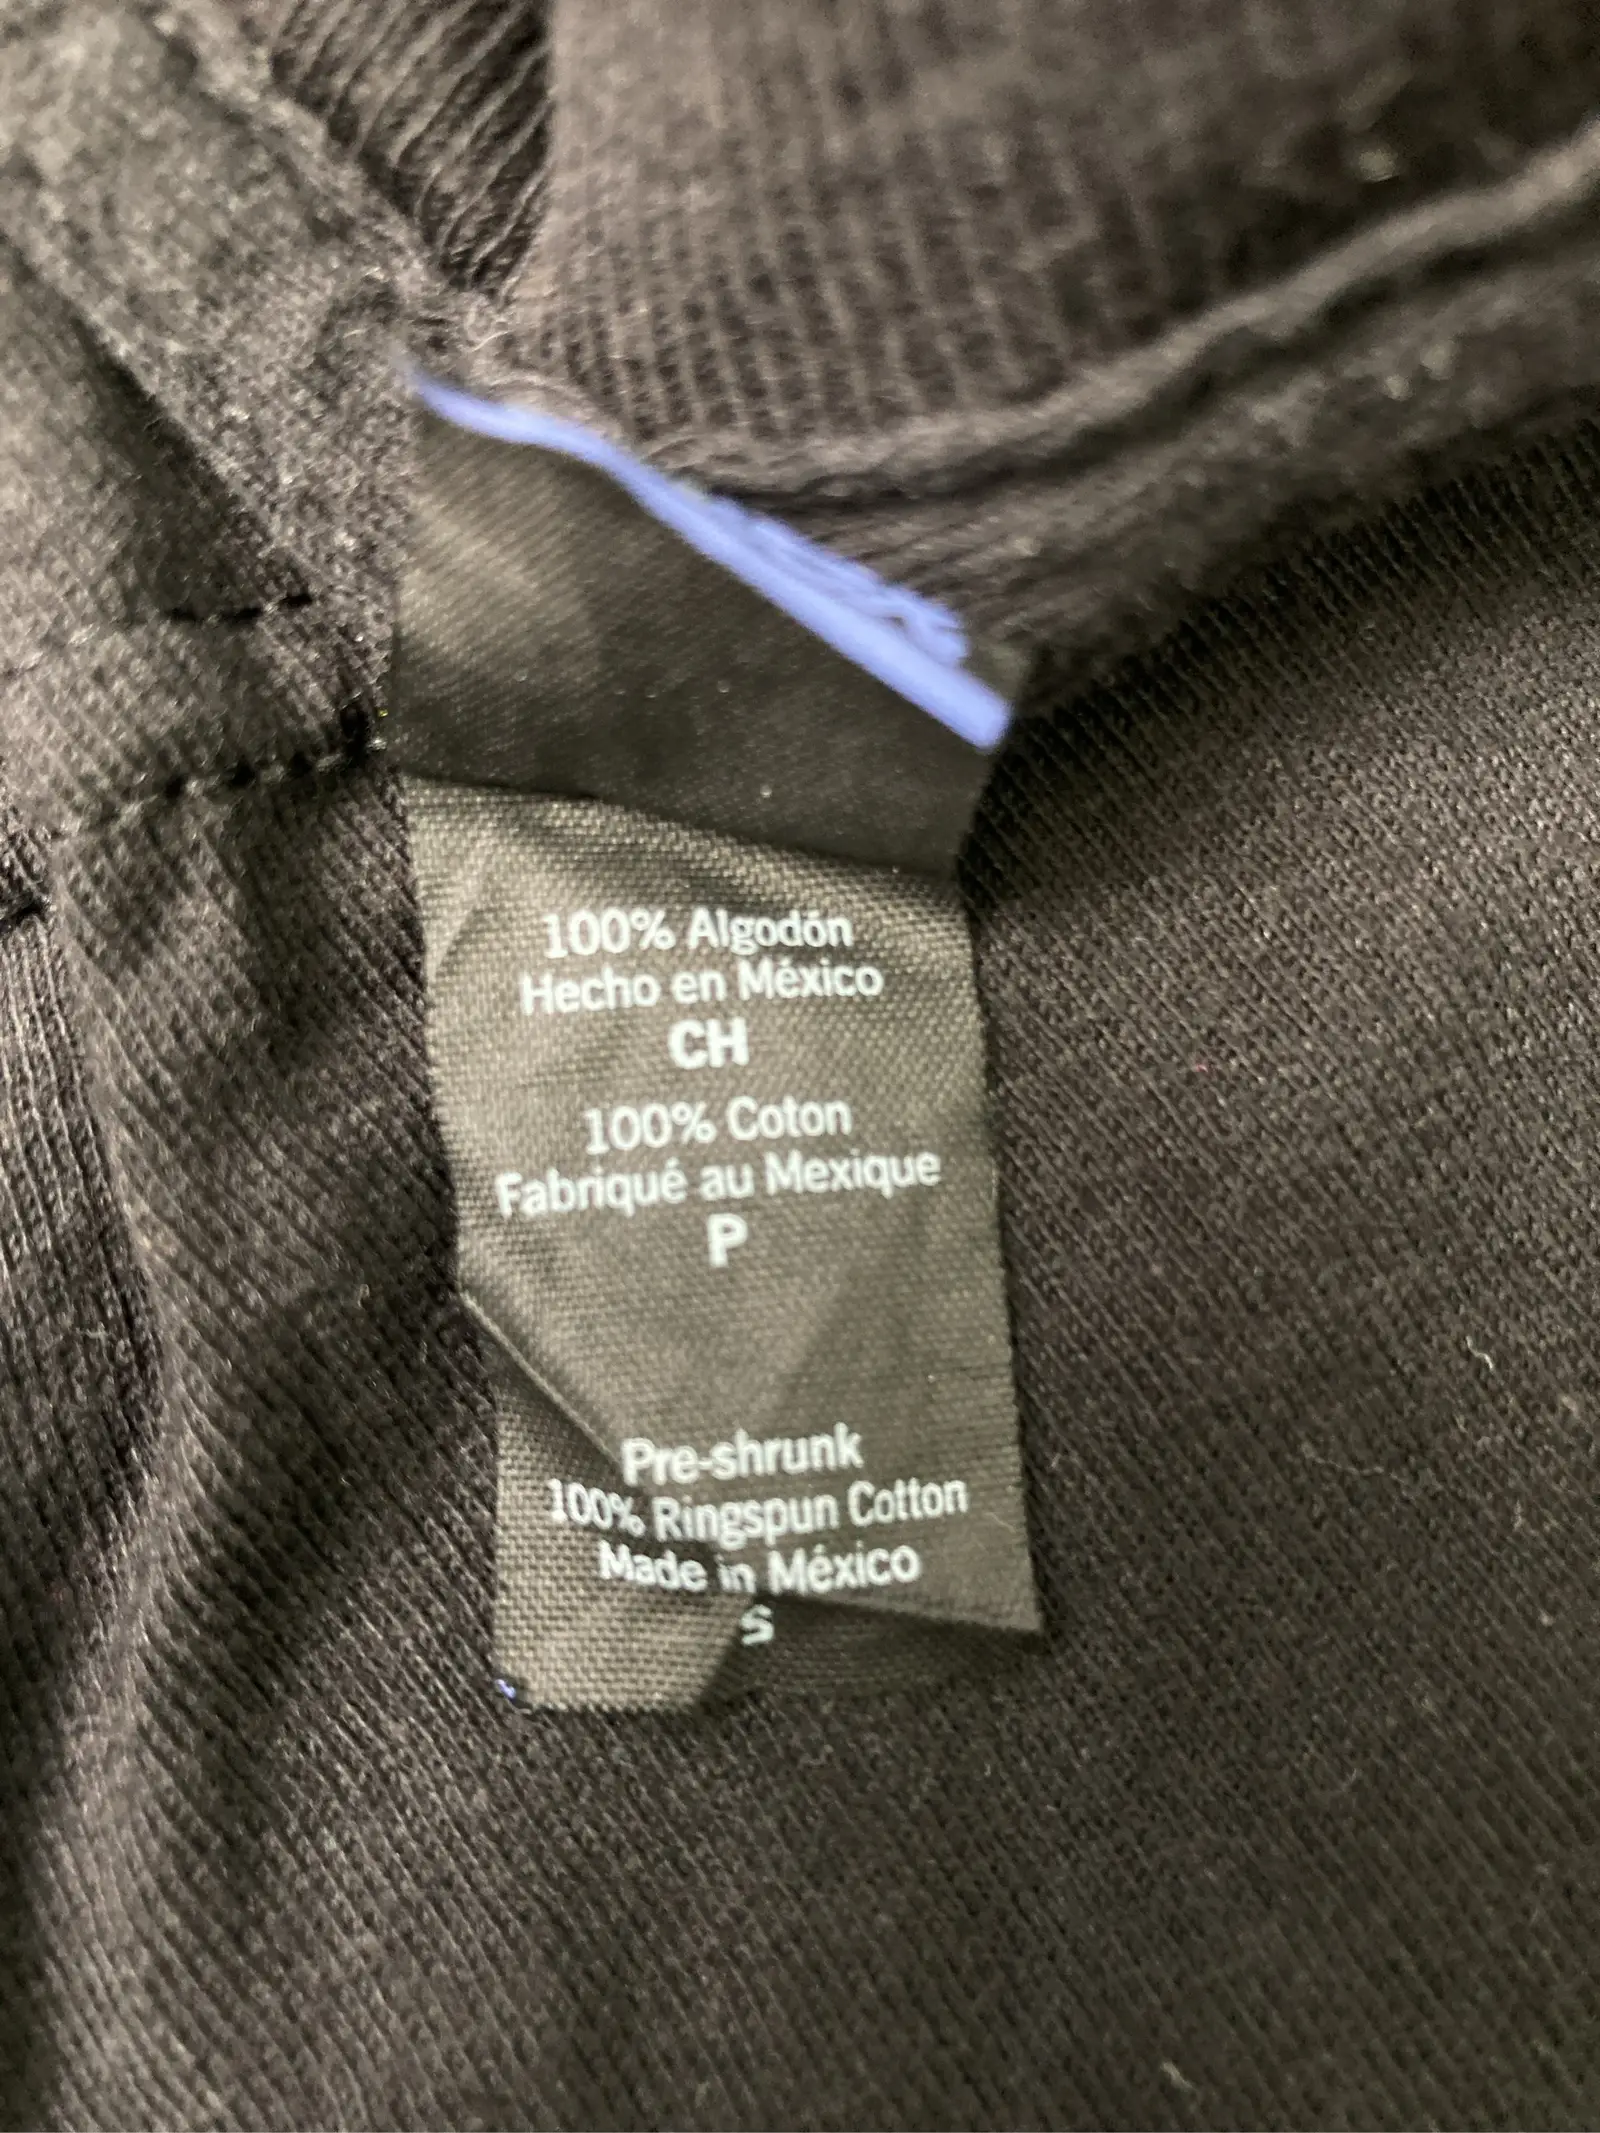 100% Algodón
Hecho en México
CH
100% Coton
Fabriqué au Mexique
P
Pre-shrunk
100% Ringspun Cotton
Made in México
S